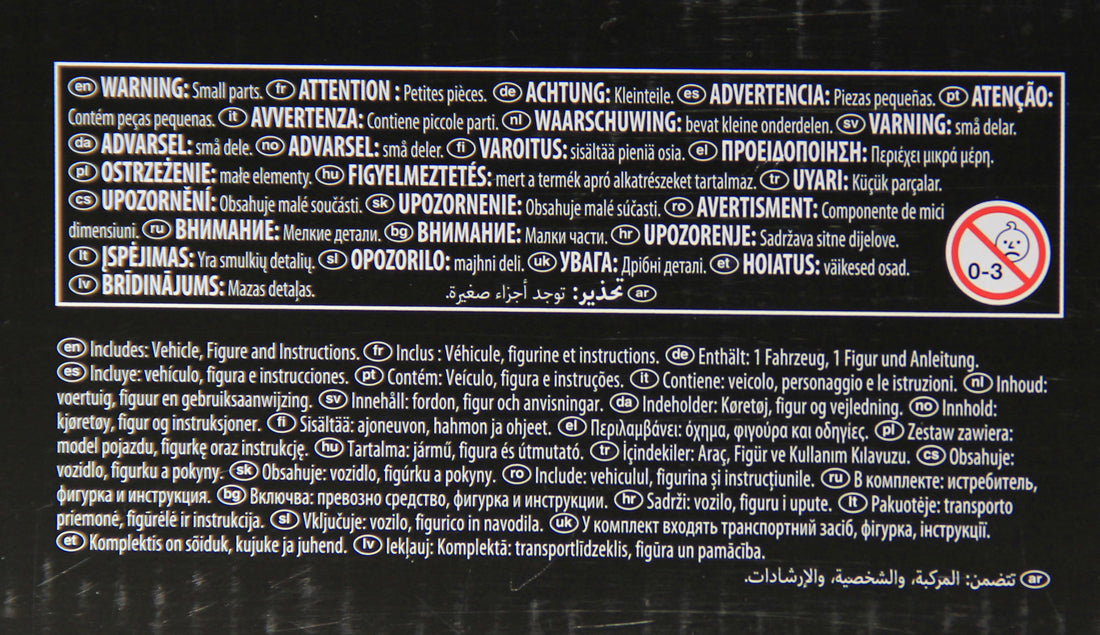 en WARNING: Small parts. fr ATTENTION : Petites pièces. de ACHTUNG: Kleinteile. es ADVERTENCIA: Piezas pequeñas. pt ATENÇÃO:
Contém peças pequenas. it AVVERTENZA: Contiene piccole parti. nl WAARSCHUWING: bevat kleine onderdelen. sv VARNING: små delar.
da ADVARSEL: små dele. no ADVARSEL: små deler. fi VAROITUS: sisältää pieniä osia. el ΠΡΟΕΙΔΟΠΟΙΗΣΗ: Περιέχει μικρά μέρη.
pl OSTRZEŻENIE: małe elementy. hu FIGYELMEZTETÉS: mert a termék apró alkatrészeket tartalmaz. tr UYARI: Küçük parçalar.
cs UPOZORNĚNÍ: Obsahuje malé součásti. sk UPOZORNENIE: Obsahuje malé súčasti. ro AVERTISMENT: Componente de mici
dimensiuni. ru ВНИМАНИЕ: Мелкие детали. bg ВНИМАНИЕ: Малки части. hr UPOZORENJE: Sadržava sitne dijelove.
lt ĮSPĖJIMAS: Yra smulkių detalių. sl OPOZORILO: majhni deli. uk УВАГА: Дрібні деталі. et HOIATUS: väikesed osad.
lv BRĪDINĀJUMS: Mazas detaļas. ar تحذير: توجد أجزاء صغيرة.
0-3
en Includes: Vehicle, Figure and Instructions. fr Inclus : Véhicule, figurine et instructions. de Enthält: 1 Fahrzeug, 1 Figur und Anleitung.
es Incluye: vehículo, figura e instrucciones. pt Contém: Veículo, figura e instruções. it Contiene: veicolo, personaggio e le istruzioni. nl Inhoud:
voertuig, figuur en gebruiksaanwijzing. sv Innehåll: fordon, figur och anvisningar. da Indeholder: Køretøj, figur og vejledning. no Innhold:
kjøretøy, figur og instruksjoner. fi Sisältää: ajoneuvon, hahmon ja ohjeet. el Περιλαμβάνει: όχημα, φιγούρα και οδηγίες. pl Zestaw zawiera:
model pojazdu, figurkę oraz instrukcję. hu Tartalma: jármű, figura és útmutató. tr İçindekiler: Araç, Figür ve Kullanım Kılavuzu. cs Obsahuje:
vozidlo, figurku a pokyny. sk Obsahuje: vozidlo, figúrku a pokyny. ro Include: vehiculul, figurina și instrucțiunile. ru В комплекте: истребитель,
фигурка и инструкция. bg Включва: превозно средство, фигурка и инструкции. hr Sadrži: vozilo, figuru i upute. lt Pakuotėje: transporto
priemonė, figūrėlė ir instrukcija. sl Vključuje: vozilo, figurico in navodila. uk У комплект входять транспортний засіб, фігурка, інструкції.
et Komplektis on sõiduk, kujuke ja juhend. lv Iekļauj: Komplektā: transportlīdzeklis, figūra un pamācība.
ar تتضمن: المركبة، والشخصية، والإرشادات.